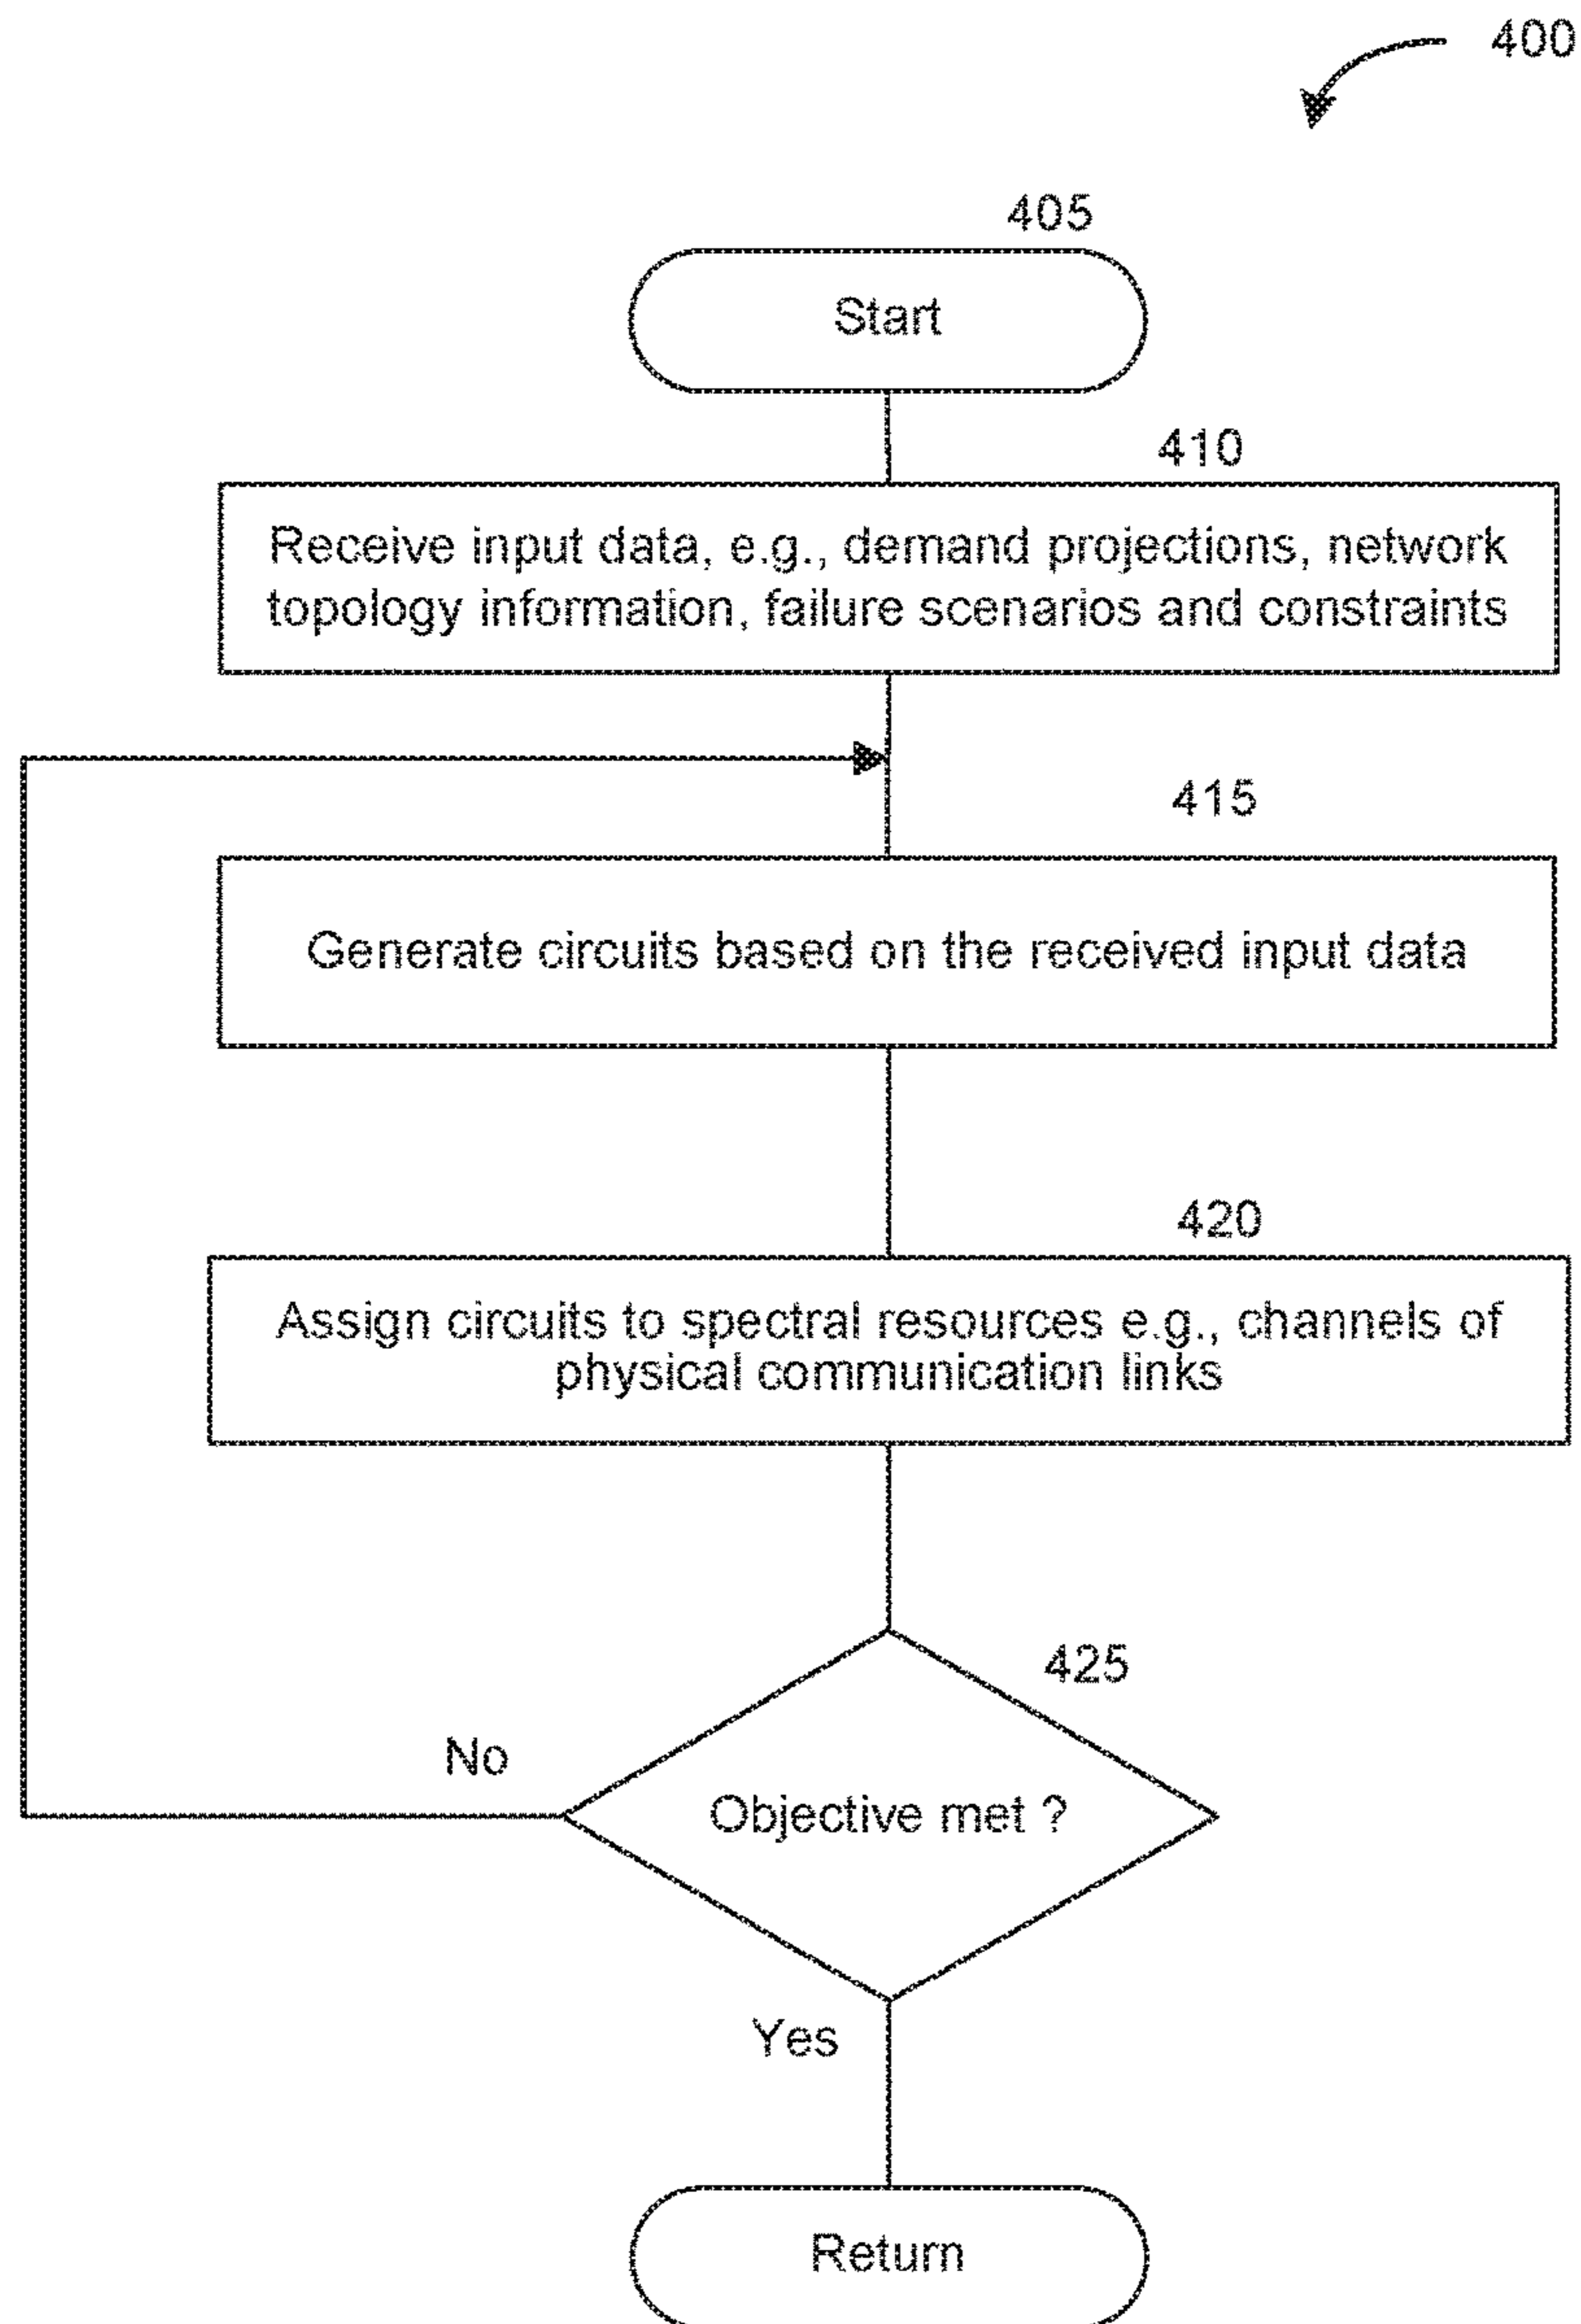 400
405
Start
410
Receive input data, e.g., demand projections, network
topology information, failure scenarios and constraints
415
Generate circuits based on the received input data
420
Assign circuits to spectral resources e.g., channels of
physical communication links
425
No
Objective met ?
Yes
Return